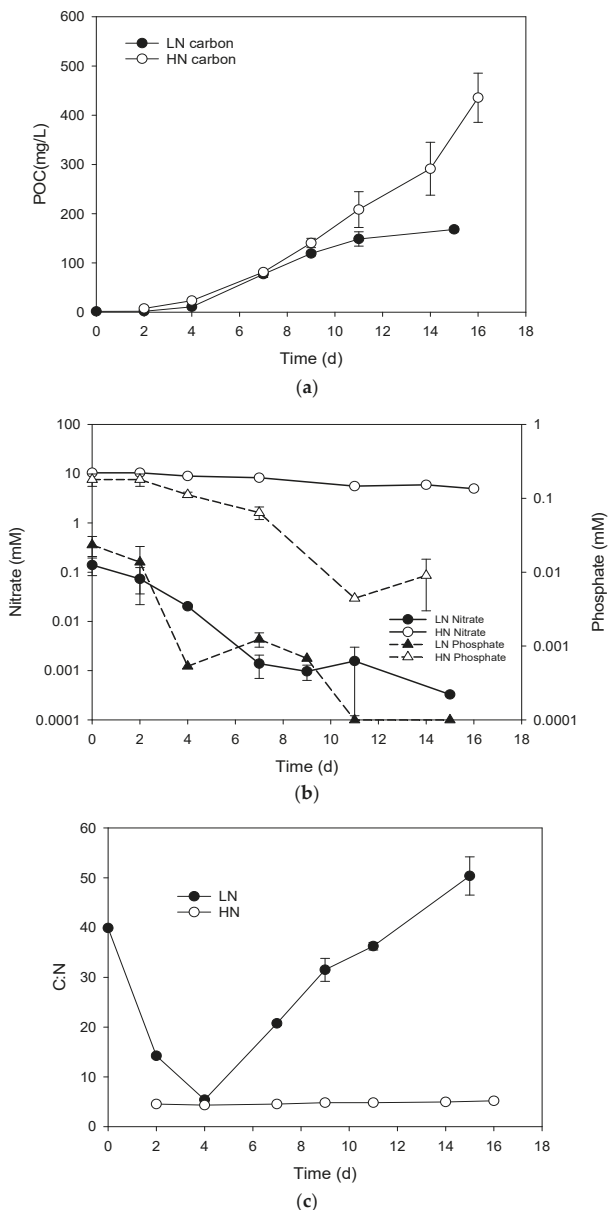 600
500
400
300
200
100
0
POC(mg/L)
LN carbon
HN carbon
0 2 4 6 8 10 12 14 16 18
Time (d)
(a)
100
10
1
0.1
0.01
0.001
0.0001
Nitrate (mM)
1
0.1
0.01
0.001
0.0001
Phosphate (mM)
LN Nitrate
HN Nitrate
LN Phosphate
HN Phosphate
0 2 4 6 8 10 12 14 16 18
Time (d)
(b)
60
50
40
30
20
10
0
C:N
LN
HN
0 2 4 6 8 10 12 14 16 18
Time (d)
(c)